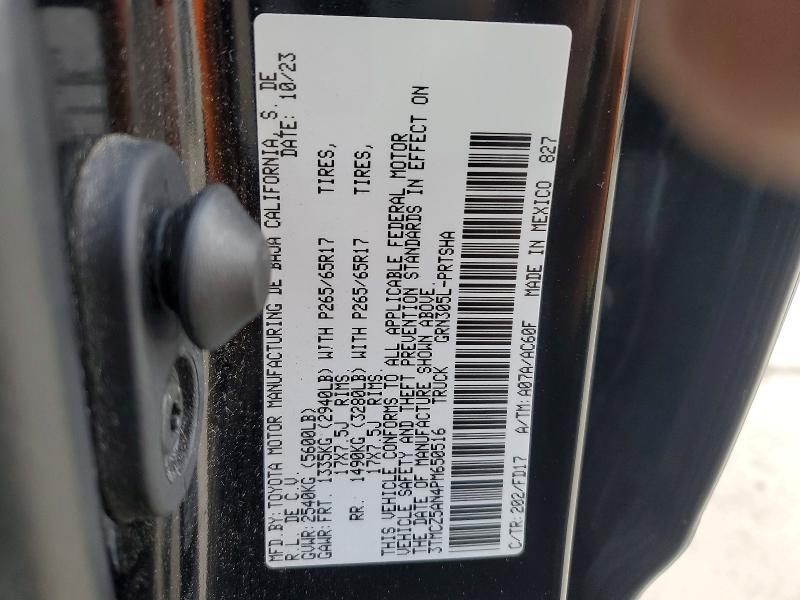 MFD.BY:TOYOTA MOTOR MANUFACTURING DE BAJA CALIFORNIA, S. DE
R.L. DE C.V. DATE: 10/23
GVWR:2540KG (5600LB)
GAWR:FRT. 1335KG (2940LB) WITH P265/65R17 TIRES,
17X7.5J RIMS
RR. 1490KG (3280LB) WITH P265/65R17 TIRES,
17X7.5J RIMS.
THIS VEHICLE CONFORMS TO ALL APPLICABLE FEDERAL MOTOR
VEHICLE SAFETY AND THEFT PREVENTION STANDARDS IN EFFECT ON
THE DATE OF MANUFACTURE SHOWN ABOVE.
3TMCZ5AN4PM650516 TRUCK GRN305L-PRTSHA
C/TR:202/FD17 A/TM:A07A/AC60F MADE IN MEXICO 827